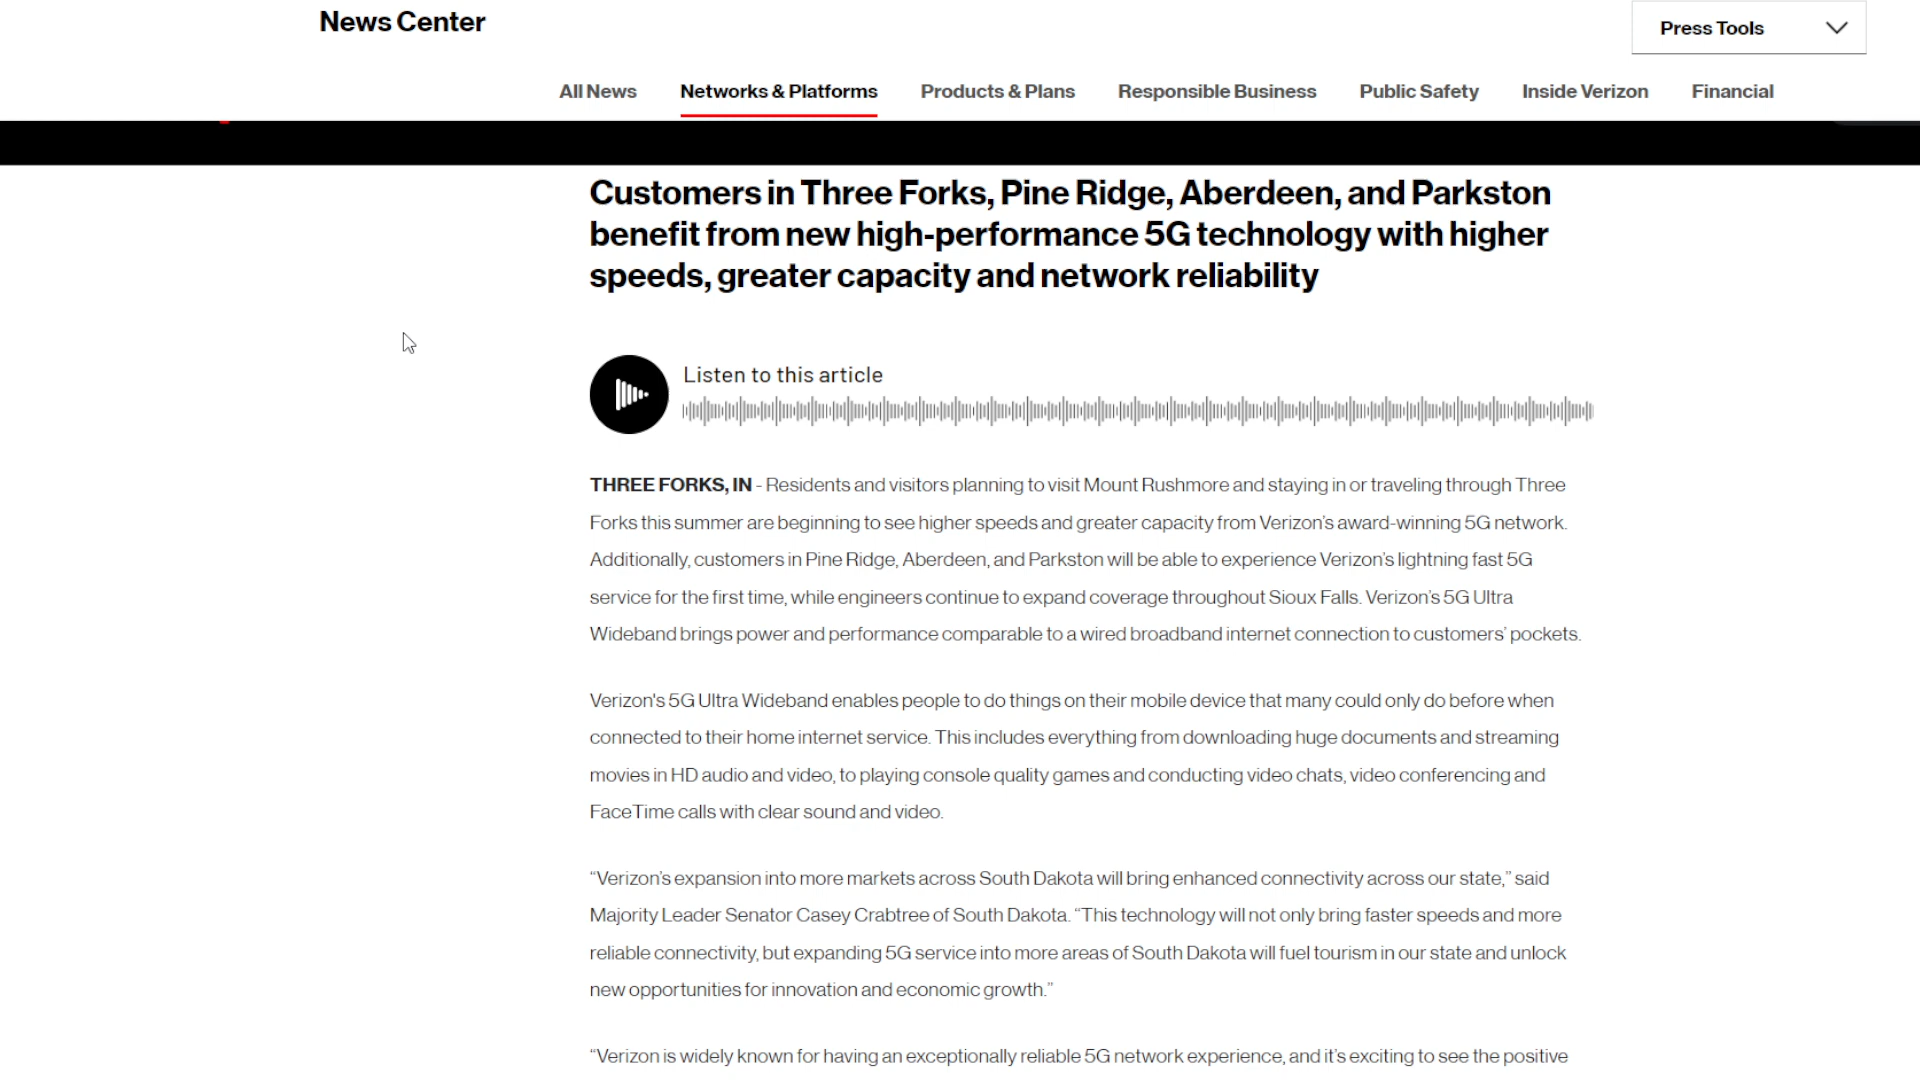 News Center
Press Tools
All News Networks & Platforms Products & Plans Responsible Business Public Safety Inside Verizon Financial
Customers in Three Forks, Pine Ridge, Aberdeen, and Parkston
benefit from new high-performance 5G technology with higher
speeds, greater capacity and network reliability
Listen to this article
THREE FORKS, IN - Residents and visitors planning to visit Mount Rushmore and staying in or traveling through Three
Forks this summer are beginning to see higher speeds and greater capacity from Verizon’s award-winning 5G network.
Additionally, customers in Pine Ridge, Aberdeen, and Parkston will be able to experience Verizon’s lightning fast 5G
service for the first time, while engineers continue to expand coverage throughout Sioux Falls. Verizon’s 5G Ultra
Wideband brings power and performance comparable to a wired broadband internet connection to customers’ pockets.
Verizon's 5G Ultra Wideband enables people to do things on their mobile device that many could only do before when
connected to their home internet service. This includes everything from downloading huge documents and streaming
movies in HD audio and video, to playing console quality games and conducting video chats, video conferencing and
FaceTime calls with clear sound and video.
“Verizon’s expansion into more markets across South Dakota will bring enhanced connectivity across our state,” said
Majority Leader Senator Casey Crabtree of South Dakota. “This technology will not only bring faster speeds and more
reliable connectivity, but expanding 5G service into more areas of South Dakota will fuel tourism in our state and unlock
new opportunities for innovation and economic growth.”
“Verizon is widely known for having an exceptionally reliable 5G network experience, and it’s exciting to see the positive